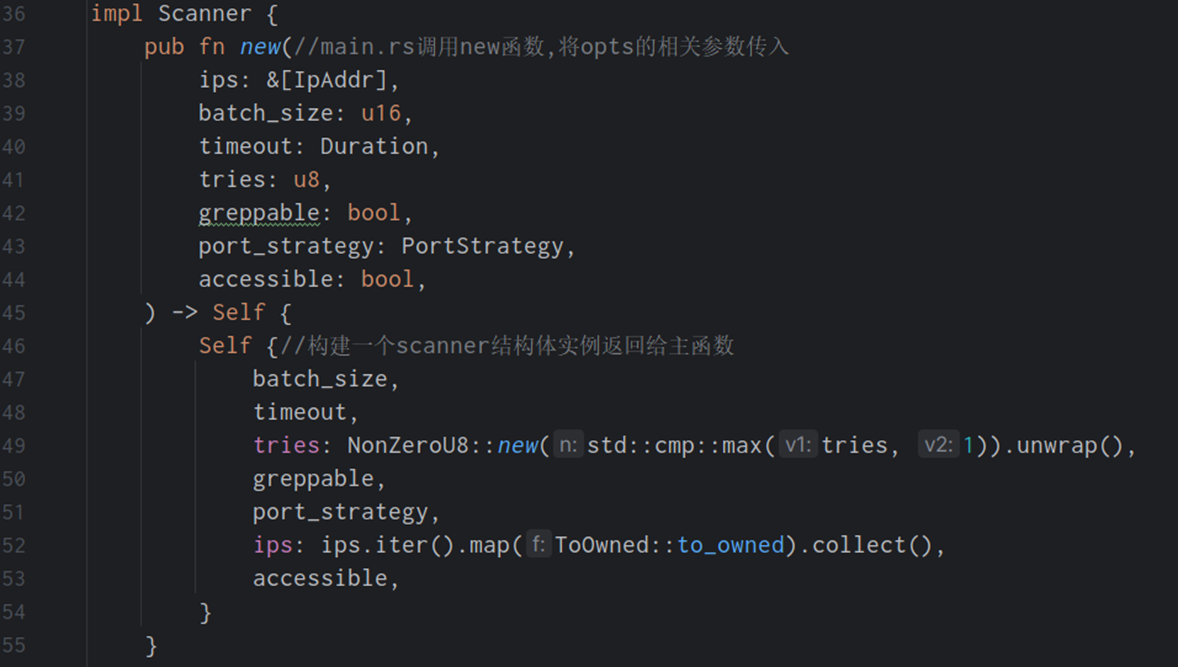 36 impl Scanner {
37 pub fn new(//main.rs调用new函数,将opts的相关参数传入
38 ips: &[IpAddr],
39 batch_size: u16,
40 timeout: Duration,
41 tries: u8,
42 greppable: bool,
43 port_strategy: PortStrategy,
44 accessible: bool,
45 ) -> Self {
46 Self {//构建一个scanner结构体实例返回给主函数
47 batch_size,
48 timeout,
49 tries: NonZeroU8::new( n: std::cmp::max( v1: tries, v2: 1)).unwrap(),
50 greppable,
51 port_strategy,
52 ips: ips.iter().map( f: ToOwned::to_owned).collect(),
53 accessible,
54 }
55 }